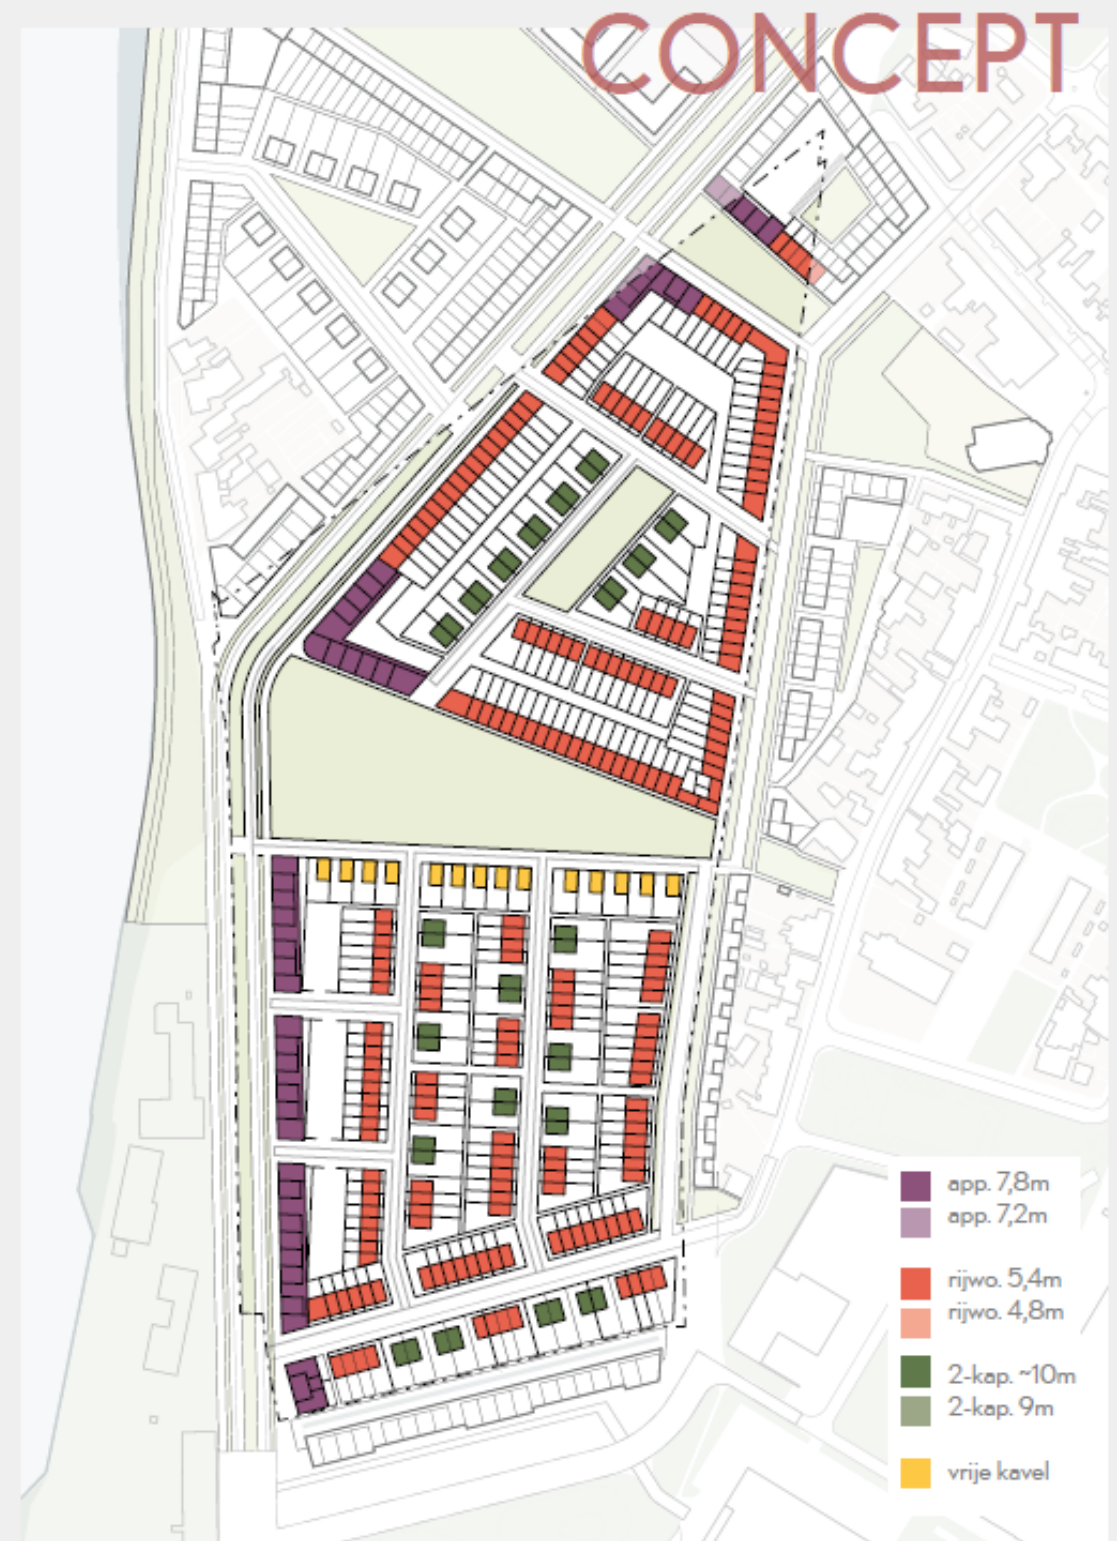 CONCEPT
app. 7,8m
app. 7,2m
rijwo. 5,4m
rijwo. 4,8m
2-kap. ~10m
2-kap. 9m
vrije kavel